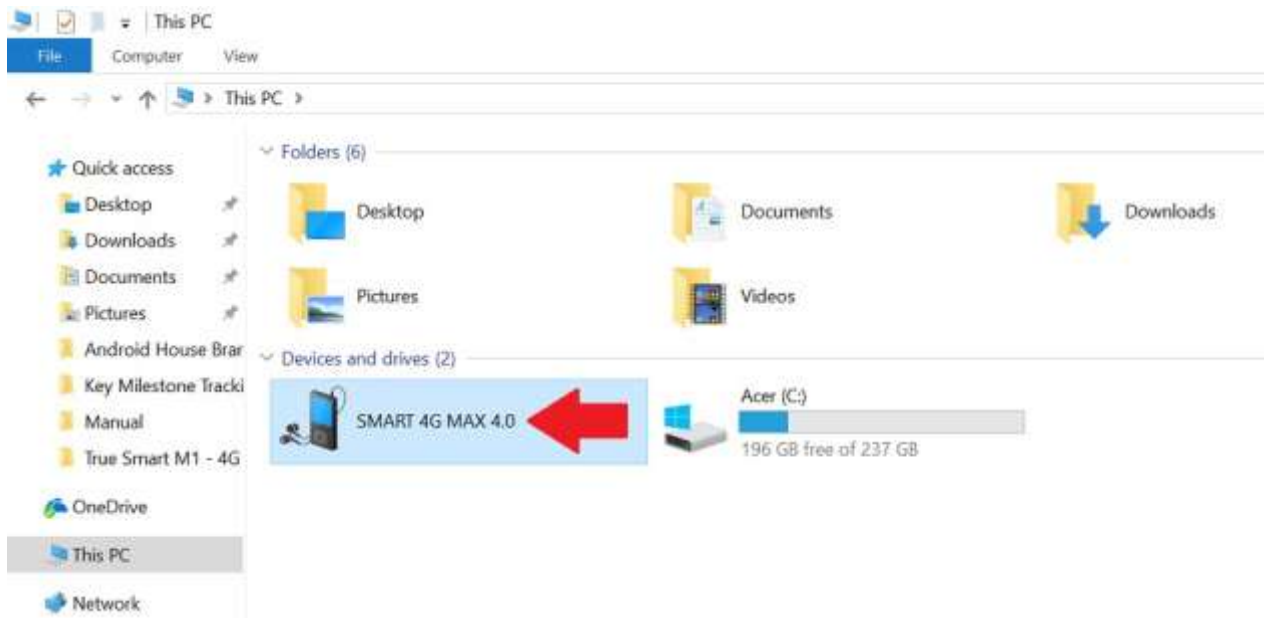 This PC
File Computer View
This PC
Quick access
Desktop
Downloads
Documents
Pictures
Android House Brar
Key Milestone Tracki
Manual
True Smart M1 - 4G
OneDrive
This PC
Network
Folders (6)
Desktop
Documents
Downloads
Pictures
Videos
Devices and drives (2)
SMART 4G MAX 4.0
Acer (C:)
196 GB free of 237 GB